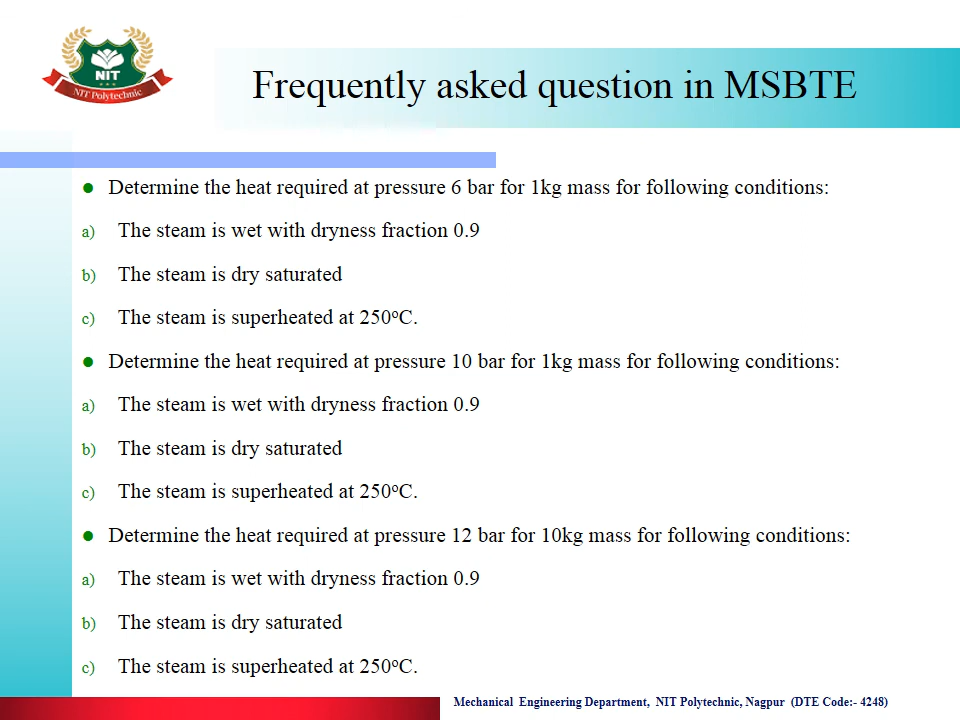 NIT
NIT Polytechnic
Frequently asked question in MSBTE
● Determine the heat required at pressure 6 bar for 1kg mass for following conditions:
a) The steam is wet with dryness fraction 0.9
b) The steam is dry saturated
c) The steam is superheated at 250ºC.
● Determine the heat required at pressure 10 bar for 1kg mass for following conditions:
a) The steam is wet with dryness fraction 0.9
b) The steam is dry saturated
c) The steam is superheated at 250ºC.
● Determine the heat required at pressure 12 bar for 10kg mass for following conditions:
a) The steam is wet with dryness fraction 0.9
b) The steam is dry saturated
c) The steam is superheated at 250ºC.
Mechanical Engineering Department, NIT Polytechnic, Nagpur (DTE Code:- 4248)